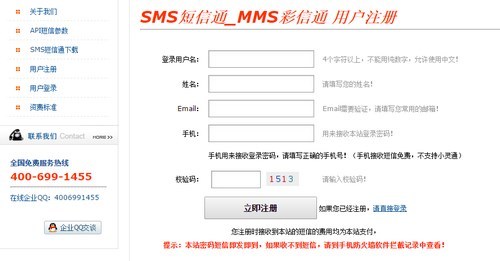 关于我们
API短信参数
SMS短信通下载
用户注册
用户登录
资费标准
联系我们 Contact HOME >>
全国免费服务热线
400-699-1455
在线企业QQ：4006991455
企业QQ交谈
SMS短信通_MMS彩信通 用户注册
登录用户名： 4个字符以上，不能用纯数字，允许使用中文！
姓名： 请填写您的姓名！
Email： Email需要验证，请填写您常用的邮箱！
手机： 用来接收本站登录密码！
手机用来接收登录密码，请填写正确的手机号！（手机接收短信免费，不支持小灵通）
校验码： 1513 请输入校验码！
立即注册 如果您已经注册，请直接登录
您注册时接收到本站的短信的费用均为本站支付，
提示：本站密码短信即发即到，如果收不到短信，请到手机防火墙软件拦截记录中查看！